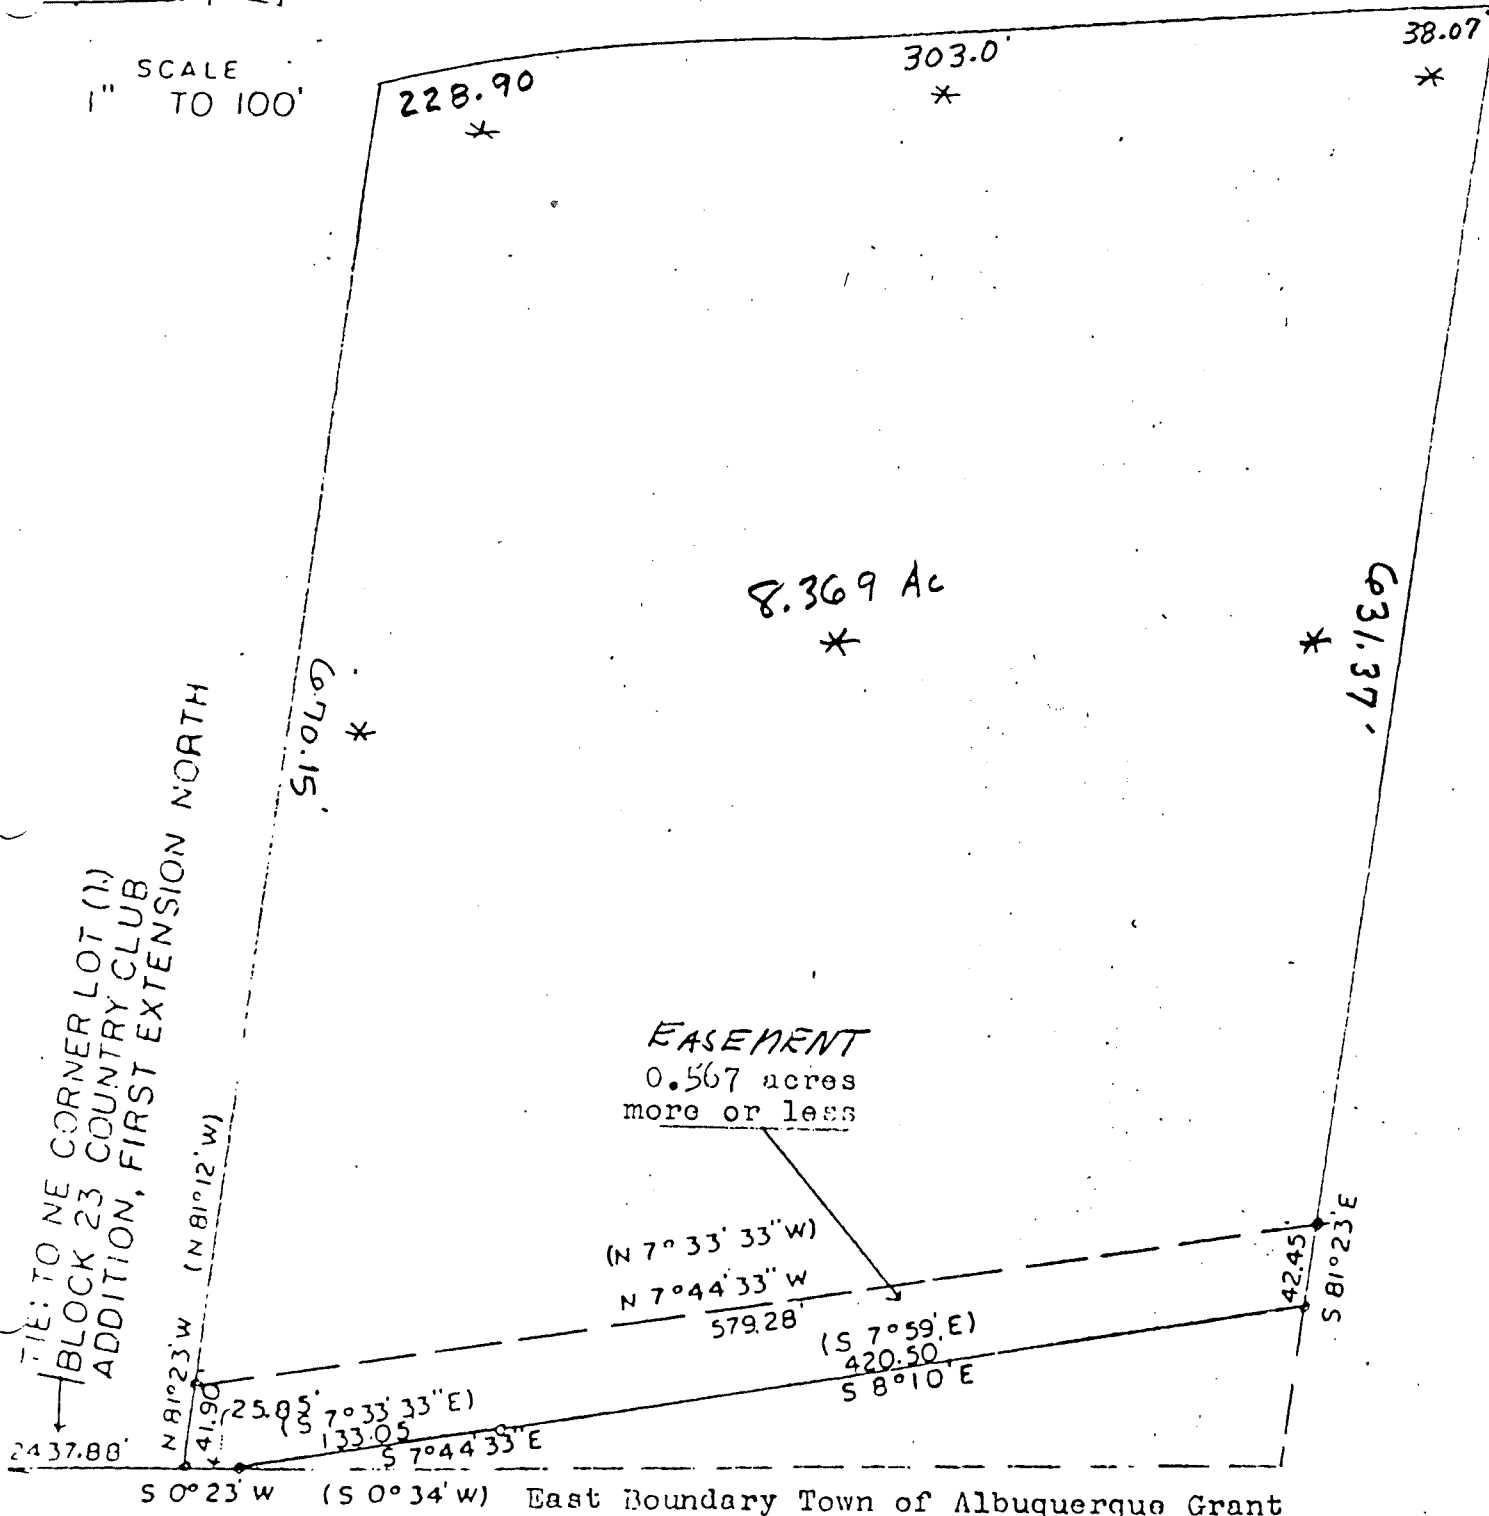 SCALE
1" TO 100'
228.90
*
303.0'
*
38.07'
*
8.369 Ac
*
631.37'
*
670.15'
*
TIE: TO NE CORNER LOT (1)
BLOCK 23 COUNTRY CLUB
ADDITION, FIRST EXTENSION NORTH
(N 81°12' W)
N 81°23' W
41.90'
EASEMENT
0.567 acres
more or less
(N 7° 33' 33" W)
N 7°44'33" W
579.28'
(S 7°59' E)
420.50
S 8°10' E
42.45'
S 81°23' E
25.85'
(S 7°33' 33" E)
133.05
S 7°44'33" E
2437.88'
S 0°23' W (S 0°34' W) East Boundary Town of Albuquerque Grant